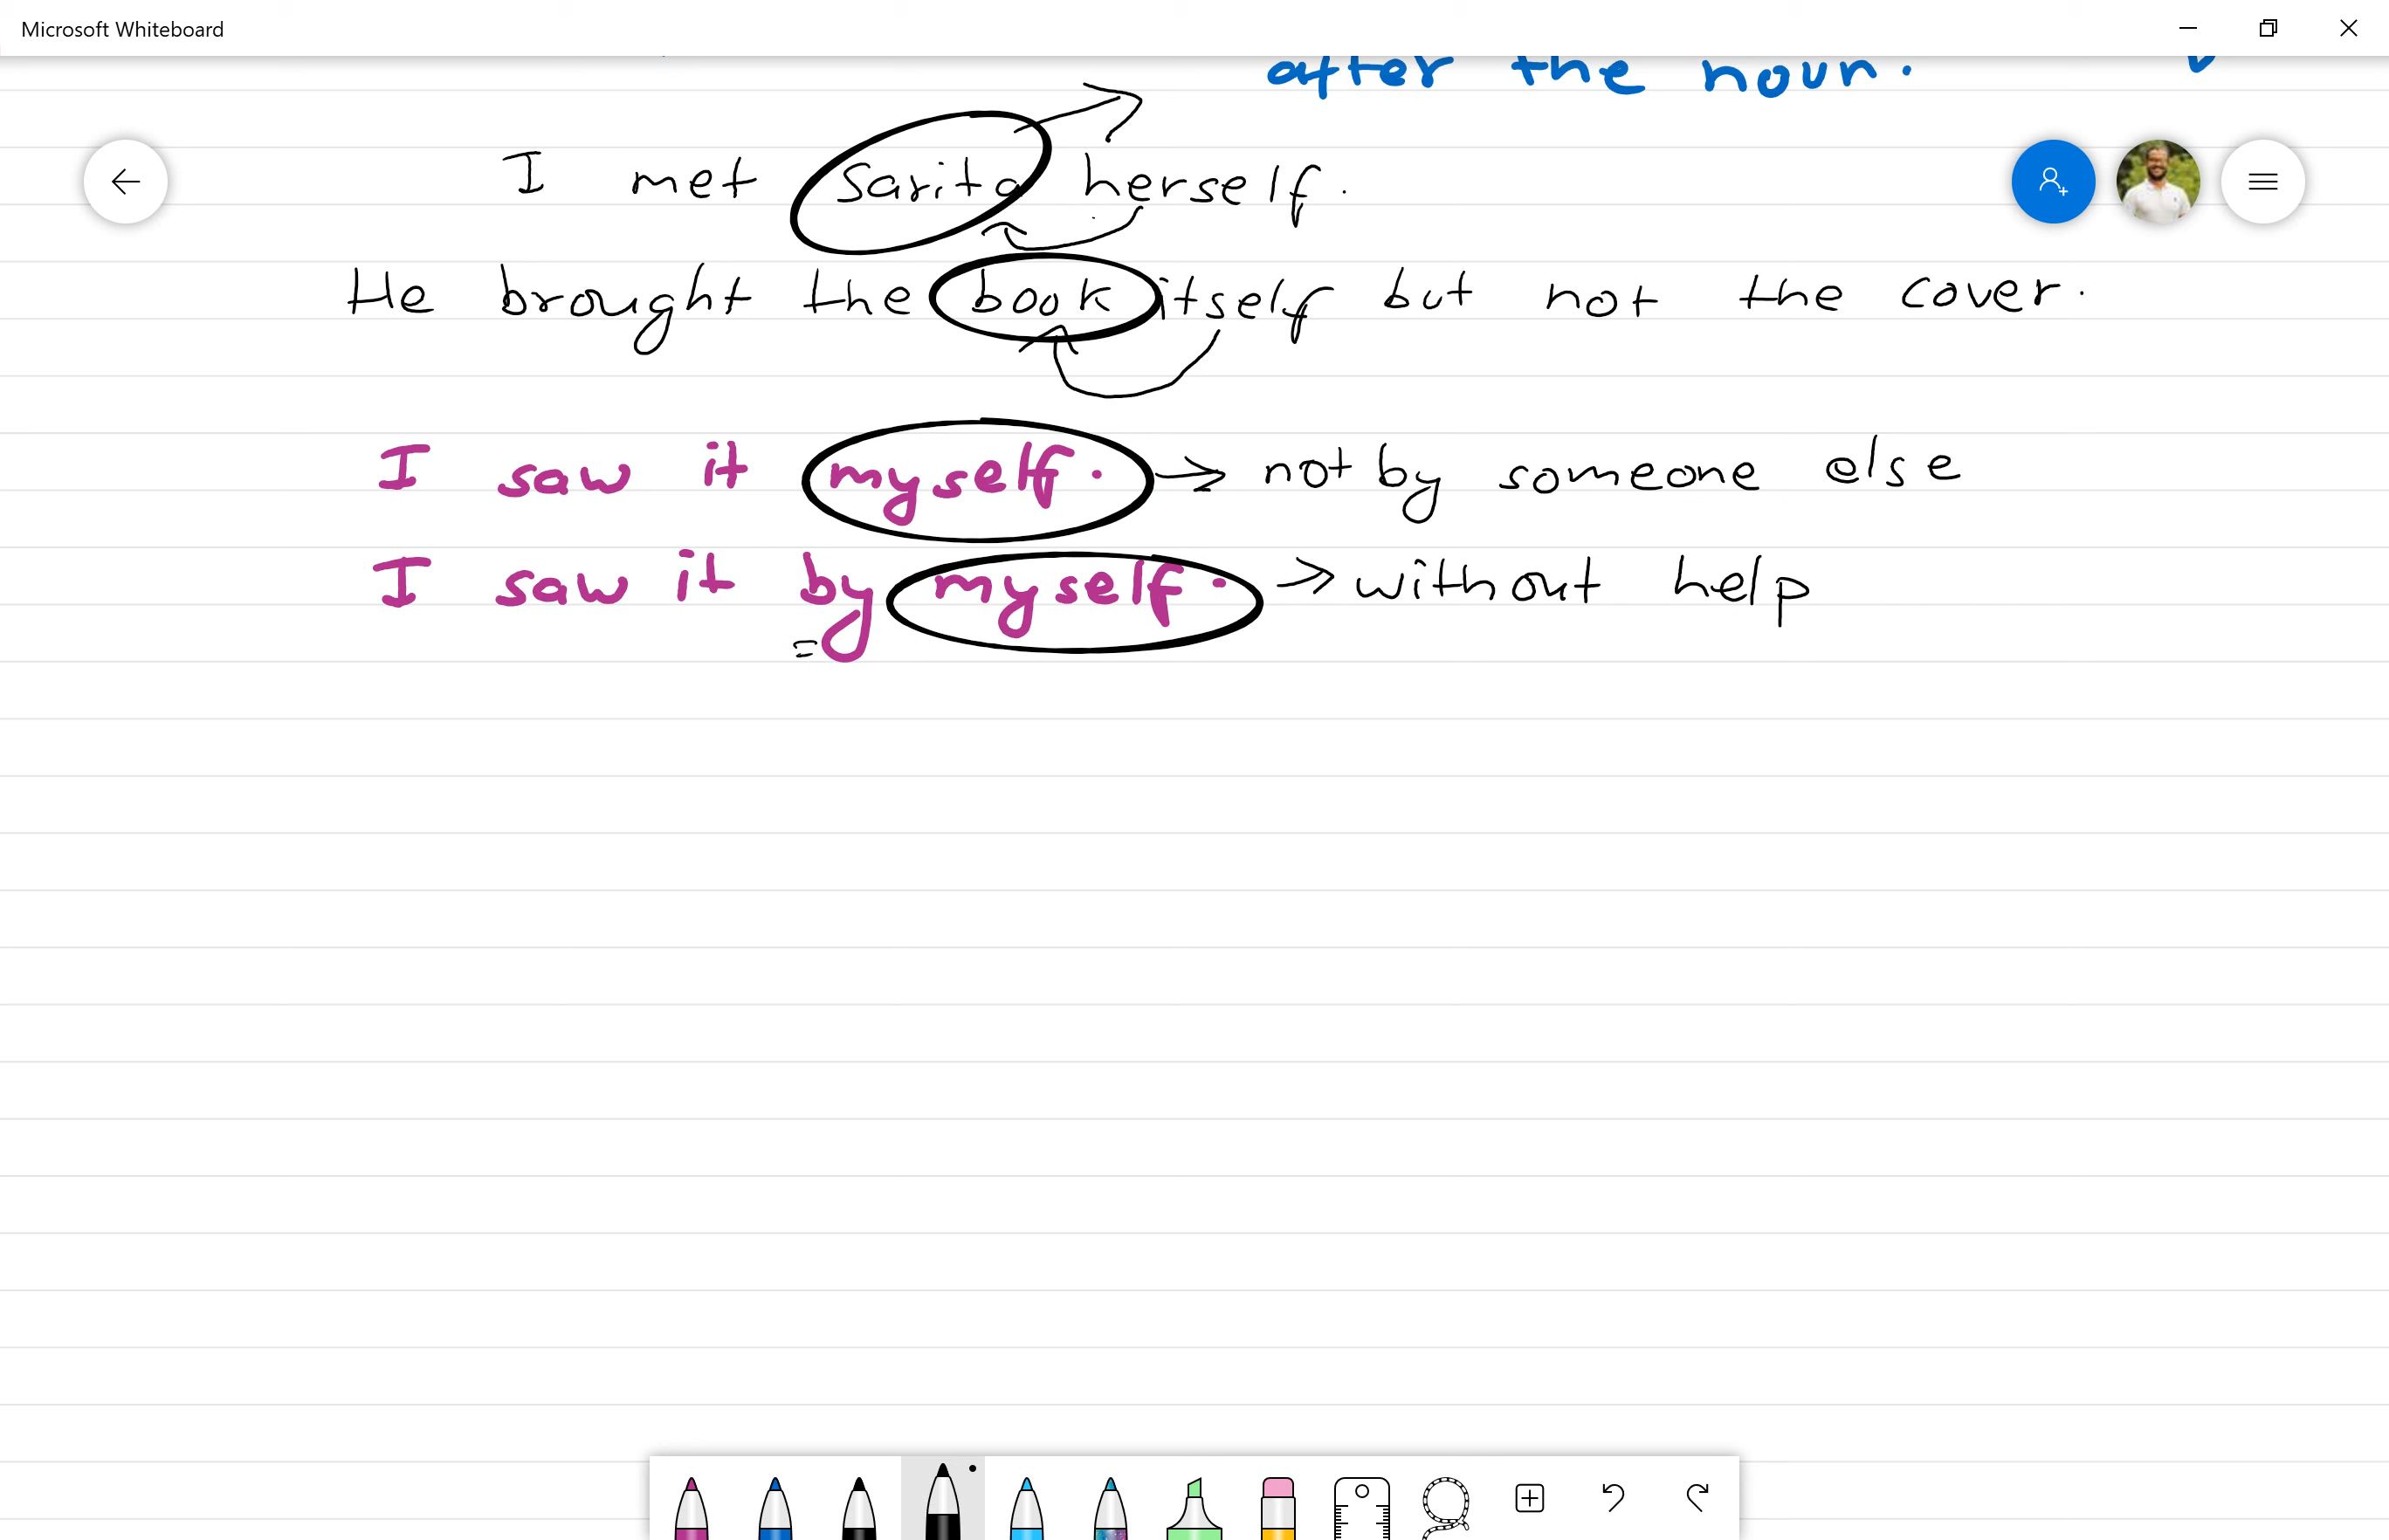 Microsoft Whiteboard
after the noun.
I met Sarita herself.
He brought the book itself but not the cover.
I saw it myself. → not by someone else
I saw it by myself. → without help